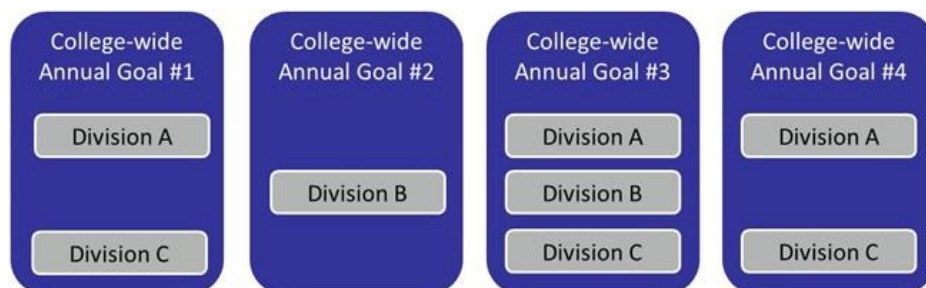 College-wide
Annual Goal #1
Division A
Division C
College-wide
Annual Goal #2
Division B
College-wide
Annual Goal #3
Division A
Division B
Division C
College-wide
Annual Goal #4
Division A
Division C